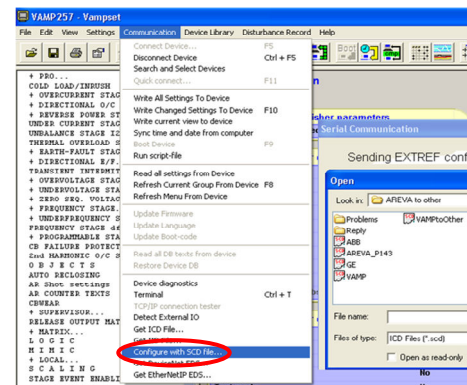 VAMP257 - Vampset
File Edit View Settings Communication Device Library Disturbance Record Help
Connect Device... F5
Disconnect Device Ctrl + F5
Search and Select Devices
Quick connect... F11
Write All Settings To Device
Write Changed Settings To Device F10
Write current view to device
Sync time and date from computer
Boot Device F9
Run script-file
Read all settings from Device
Refresh Current Group From Device F8
Refresh Menu From Device
Update Firmware
Update Language
Update Boot-code
Read all DB texts from device
Restore Device DB
Device diagnostics
Terminal Ctrl + T
TCP/IP connection tester
Detect External IO
Get ICD File...
Configure with SCD file...
Get EtherNetIP EDS...
+ PRO...
COLD LOAD/INRUSH
+ OVERCURRENT STAG
+ DIRECTIONAL O/C
+ REVERSE POWER ST
UNDER CURRENT STAG
UNBALANCE STAGE I2
THERMAL OVERLOAD S
+ EARTH-FAULT STAG
+ DIRECTIONAL E/F.
TRANSIENT INTERMIT
+ OVERVOLTAGE STAG
+ UNDERVOLTAGE STA
+ ZERO SEQ. VOLTAG
+ FREQUENCY STAGE.
+ UNDERFREQUENCY S
FREQUENCY STAGE df
+ PROGRAMMABLE STA
CB FAILURE PROTECT
2nd HARMONIC O/C S
O B J E C T S
AUTO RECLOSING
AR Shot settings
AR COUNTER TEXTS
CBWEAR
+ SUPERVISOR...
RELEASE OUTPUT MAT
+ MATRIX...
L O G I C
M I M I C
+ LOCAL...
S C A L I N G
STAGE EVENT ENABLI
Boot
isher parameters
Serial Communication
Sending EXTREF conf
Open
Look in: AREVA to other
Problems VAMPtoOther
Reply
ABB
AREVA_P143
GE
VAMP
File name:
Files of type: ICD Files (*.scd)
Open as read-only
No